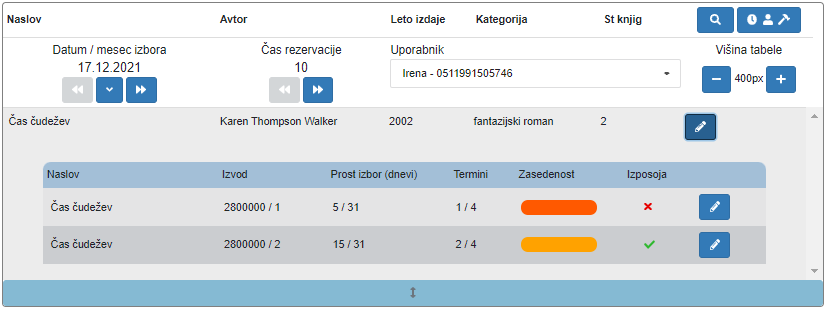 Naslov Avtor Leto izdaje Kategorija St knjig
Datum / mesec izbora Čas rezervacije Uporabnik Višina tabele
17.12.2021 10 Irena - 0511991505746 400px
Čas čudežev Karen Thompson Walker 2002 fantazijski roman 2
Naslov Izvod Prost izbor (dnevi) Termini Zasedenost Izposoja
Čas čudežev 2800000 / 1 5 / 31 1 / 4
Čas čudežev 2800000 / 2 15 / 31 2 / 4